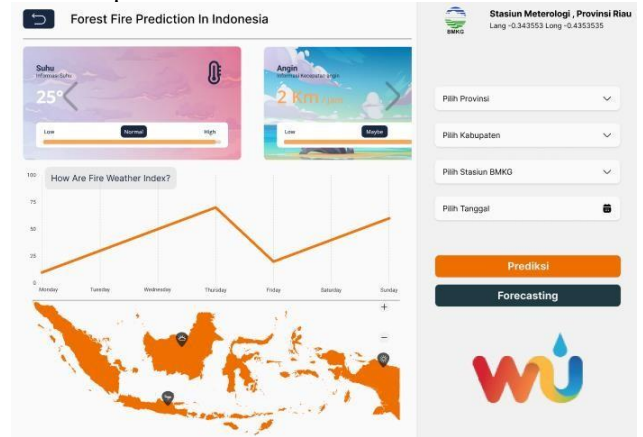 Forest Fire Prediction In Indonesia
Suhu
Informasi Suhu
25°
Low Normal High
Angin
Informasi Kecepatan angin
2 Km
Low Maybe
How Are Fire Weather Index?
100
75
50
25
0
Monday Tuesday Wednesday Thursday Friday Saturday Sunday
+
−
BMKG
Stasiun Meterologi , Provinsi Riau
Lang -0.343553 Long -0.4353535
Pilih Provinsi
Pilih Kabupaten
Pilih Stasiun BMKG
Pilih Tanggal
Prediksi
Forecasting